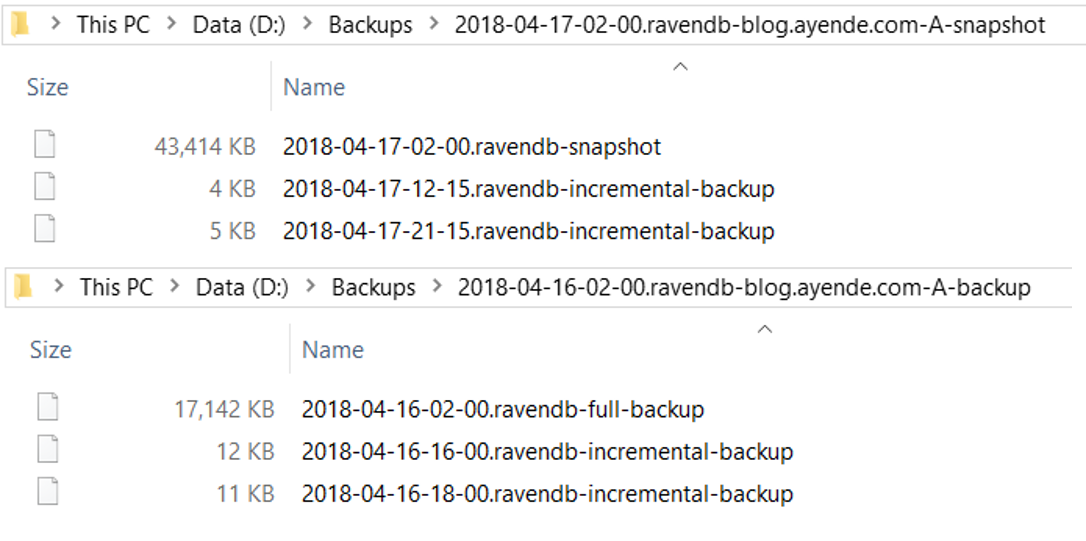 > This PC > Data (D:) > Backups > 2018-04-17-02-00.ravendb-blog.ayende.com-A-snapshot
Size Name
43,414 KB 2018-04-17-02-00.ravendb-snapshot
4 KB 2018-04-17-12-15.ravendb-incremental-backup
5 KB 2018-04-17-21-15.ravendb-incremental-backup
> This PC > Data (D:) > Backups > 2018-04-16-02-00.ravendb-blog.ayende.com-A-backup
Size Name
17,142 KB 2018-04-16-02-00.ravendb-full-backup
12 KB 2018-04-16-16-00.ravendb-incremental-backup
11 KB 2018-04-16-18-00.ravendb-incremental-backup